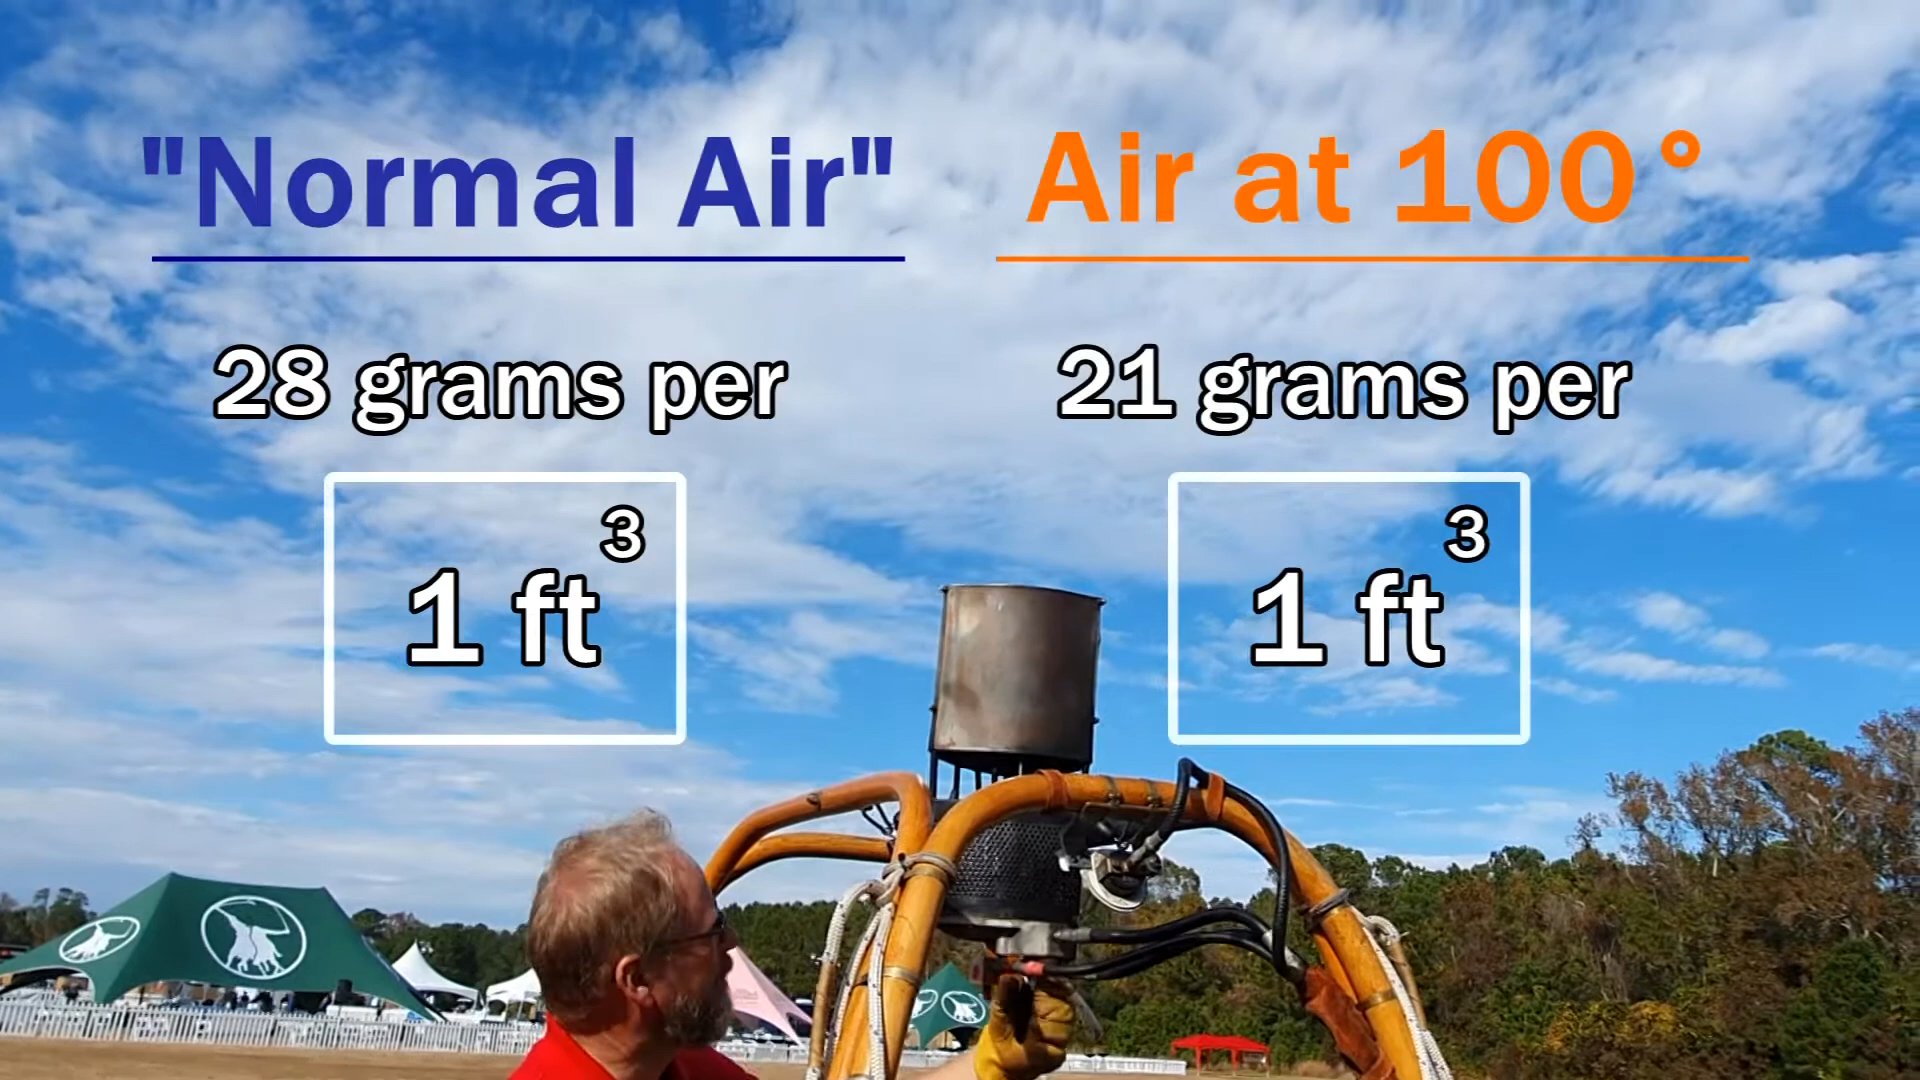 "Normal Air"
Air at 100°
28 grams per
21 grams per
1 ft³
1 ft³